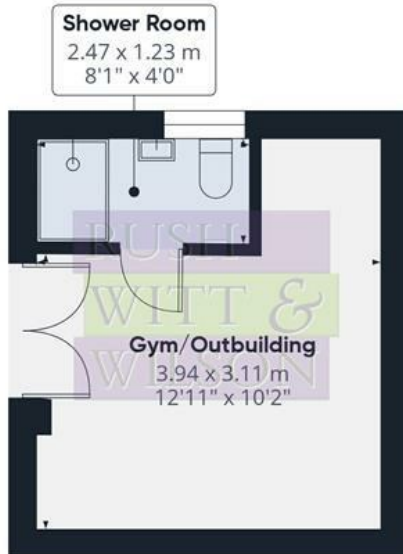 Shower Room
2.47 x 1.23 m
8'1" x 4'0"
RUSH
WITT &
WILSON
Gym/Outbuilding
3.94 x 3.11 m
12'11" x 10'2"